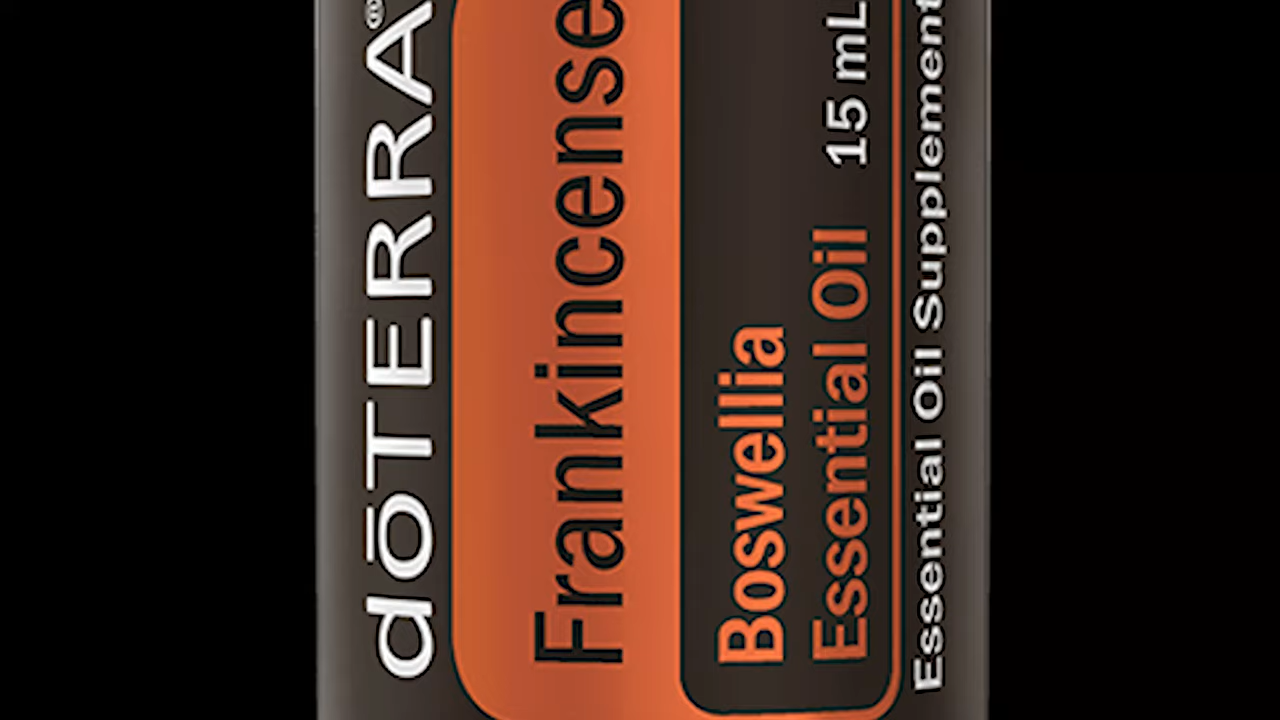 dōTERRA®
Frankincense
Boswellia
Essential Oil 15 mL
Essential Oil Supplement